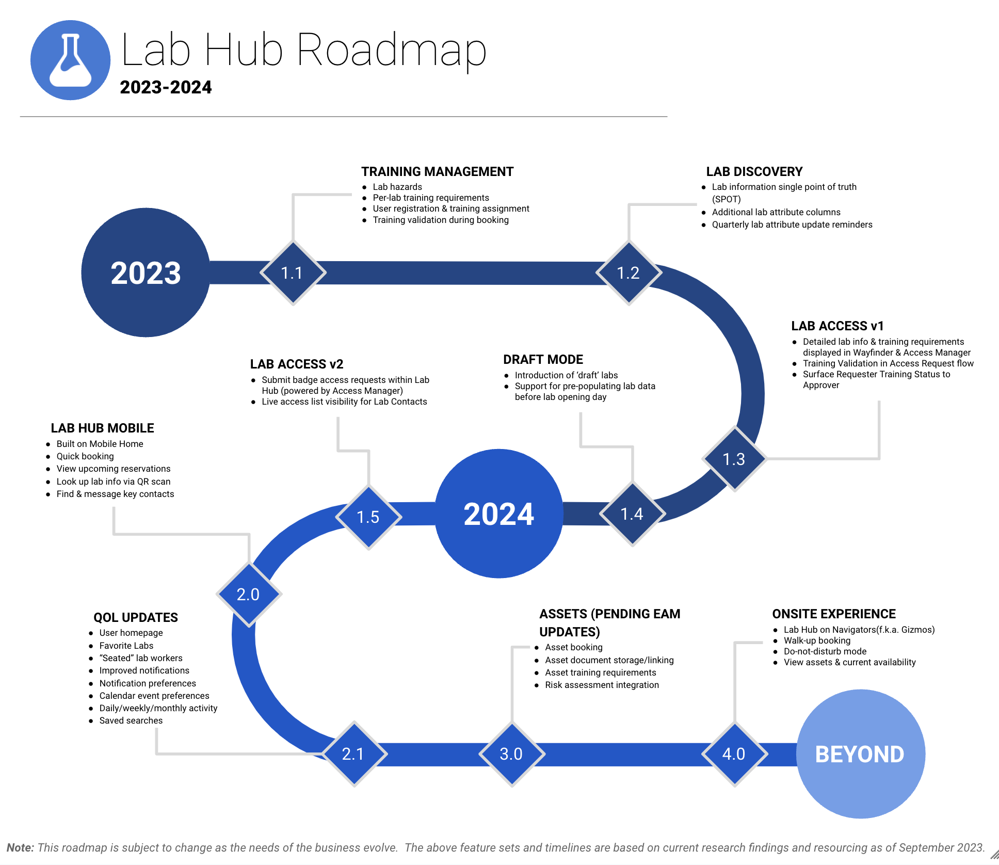 Lab Hub Roadmap
2023-2024
TRAINING MANAGEMENT
● Lab hazards
● Per-lab training requirements
● User registration & training assignment
● Training validation during booking
LAB DISCOVERY
● Lab information single point of truth
(SPOT)
● Additional lab attribute columns
● Quarterly lab attribute update reminders
2023
1.1
1.2
LAB ACCESS v1
● Detailed lab info & training requirements
displayed in Wayfinder & Access Manager
● Training Validation in Access Request flow
● Surface Requester Training Status to
Approver
1.3
DRAFT MODE
● Introduction of ‘draft’ labs
● Support for pre-populating lab data
before lab opening day
1.4
2024
LAB ACCESS v2
● Submit badge access requests within Lab
Hub (powered by Access Manager)
● Live access list visibility for Lab Contacts
1.5
LAB HUB MOBILE
● Built on Mobile Home
● Quick booking
● View upcoming reservations
● Look up lab info via QR scan
● Find & message key contacts
2.0
QOL UPDATES
● User homepage
● Favorite Labs
● “Seated” lab workers
● Improved notifications
● Notification preferences
● Calendar event preferences
● Daily/weekly/monthly activity
● Saved searches
2.1
ASSETS (PENDING EAM
UPDATES)
● Asset booking
● Asset document storage/linking
● Asset training requirements
● Risk assessment integration
3.0
ONSITE EXPERIENCE
● Lab Hub on Navigators(f.k.a. Gizmos)
● Walk-up booking
● Do-not-disturb mode
● View assets & current availability
4.0
BEYOND
Note: This roadmap is subject to change as the needs of the business evolve.  The above feature sets and timelines are based on current research findings and resourcing as of September 2023.